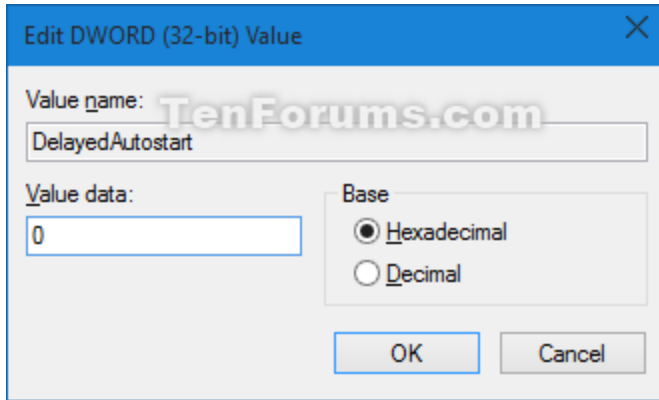 Edit DWORD (32-bit) Value
Value name:
TenForums.com
DelayedAutostart
Value data:
0
Base
Hexadecimal
Decimal
OK
Cancel